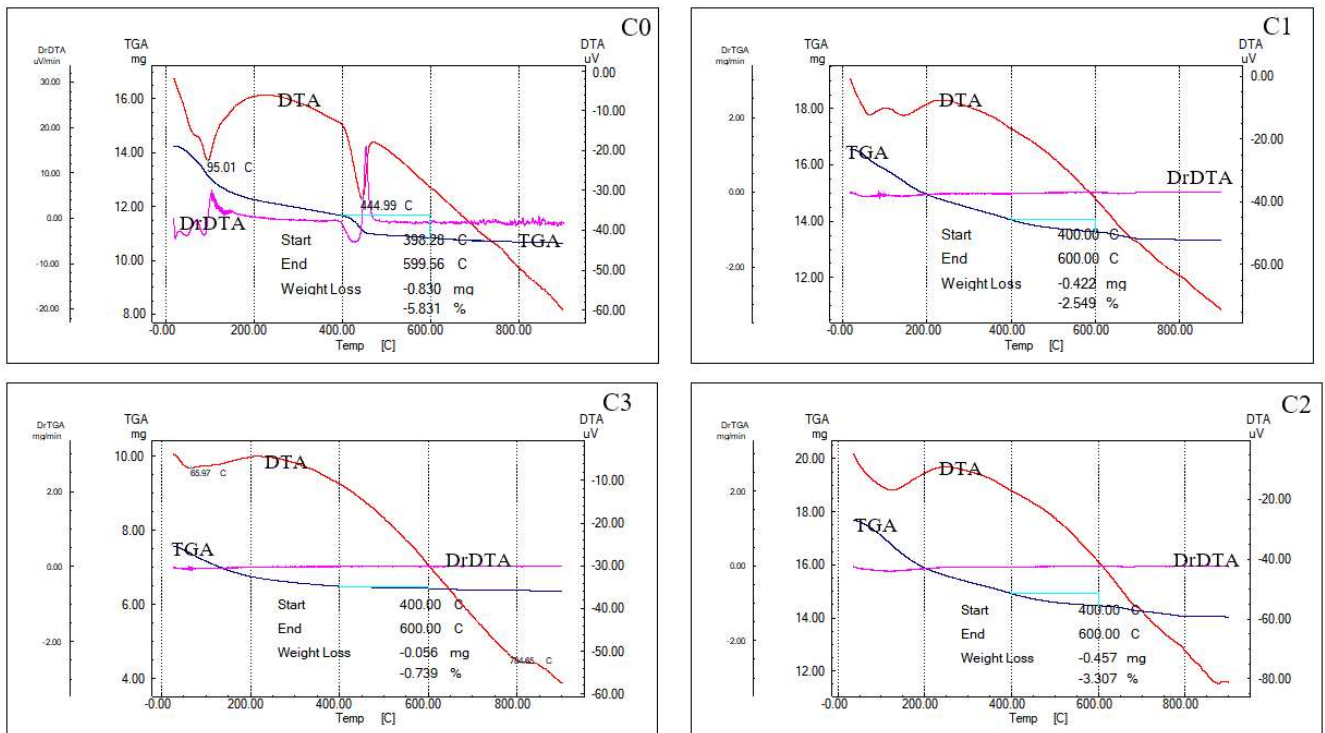 C0
DrDTA
uV/min
TGA
mg
DTA
uV
30.00
20.00
10.00
0.00
-10.00
-20.00
16.00
14.00
12.00
10.00
8.00
0.00
-10.00
-20.00
-30.00
-40.00
-50.00
-60.00
DTA
95.01 C
444.99 C
DrDTA
TGA
Start 398.28 C
End 599.56 C
Weight Loss -0.830 mg
-5.831 %
-0.00 200.00 400.00 600.00 800.00
Temp [C]
C1
DrTGA
mg/min
TGA
mg
DTA
uV
2.00
0.00
-2.00
18.00
16.00
14.00
12.00
0.00
-20.00
-40.00
-60.00
DTA
TGA
DrDTA
Start 400.00 C
End 600.00 C
Weight Loss -0.422 mg
-2.549 %
-0.00 200.00 400.00 600.00 800.00
Temp [C]
C3
DrTGA
mg/min
TGA
mg
DTA
uV
2.00
0.00
-2.00
10.00
8.00
6.00
4.00
-0.00
-10.00
-20.00
-30.00
-40.00
-50.00
-60.00
65.97 C
DTA
TGA
DrDTA
Start 400.00 C
End 600.00 C
Weight Loss -0.056 mg
-0.739 %
-0.00 200.00 400.00 600.00 800.00
Temp [C]
C2
DrTGA
mg/min
TGA
mg
DTA
uV
2.00
0.00
-2.00
20.00
18.00
16.00
14.00
12.00
-0.00
-20.00
-40.00
-60.00
-80.00
DTA
TGA
DrDTA
Start 400.00 C
End 600.00 C
Weight Loss -0.457 mg
-3.307 %
-0.00 200.00 400.00 600.00 800.00
Temp [C]